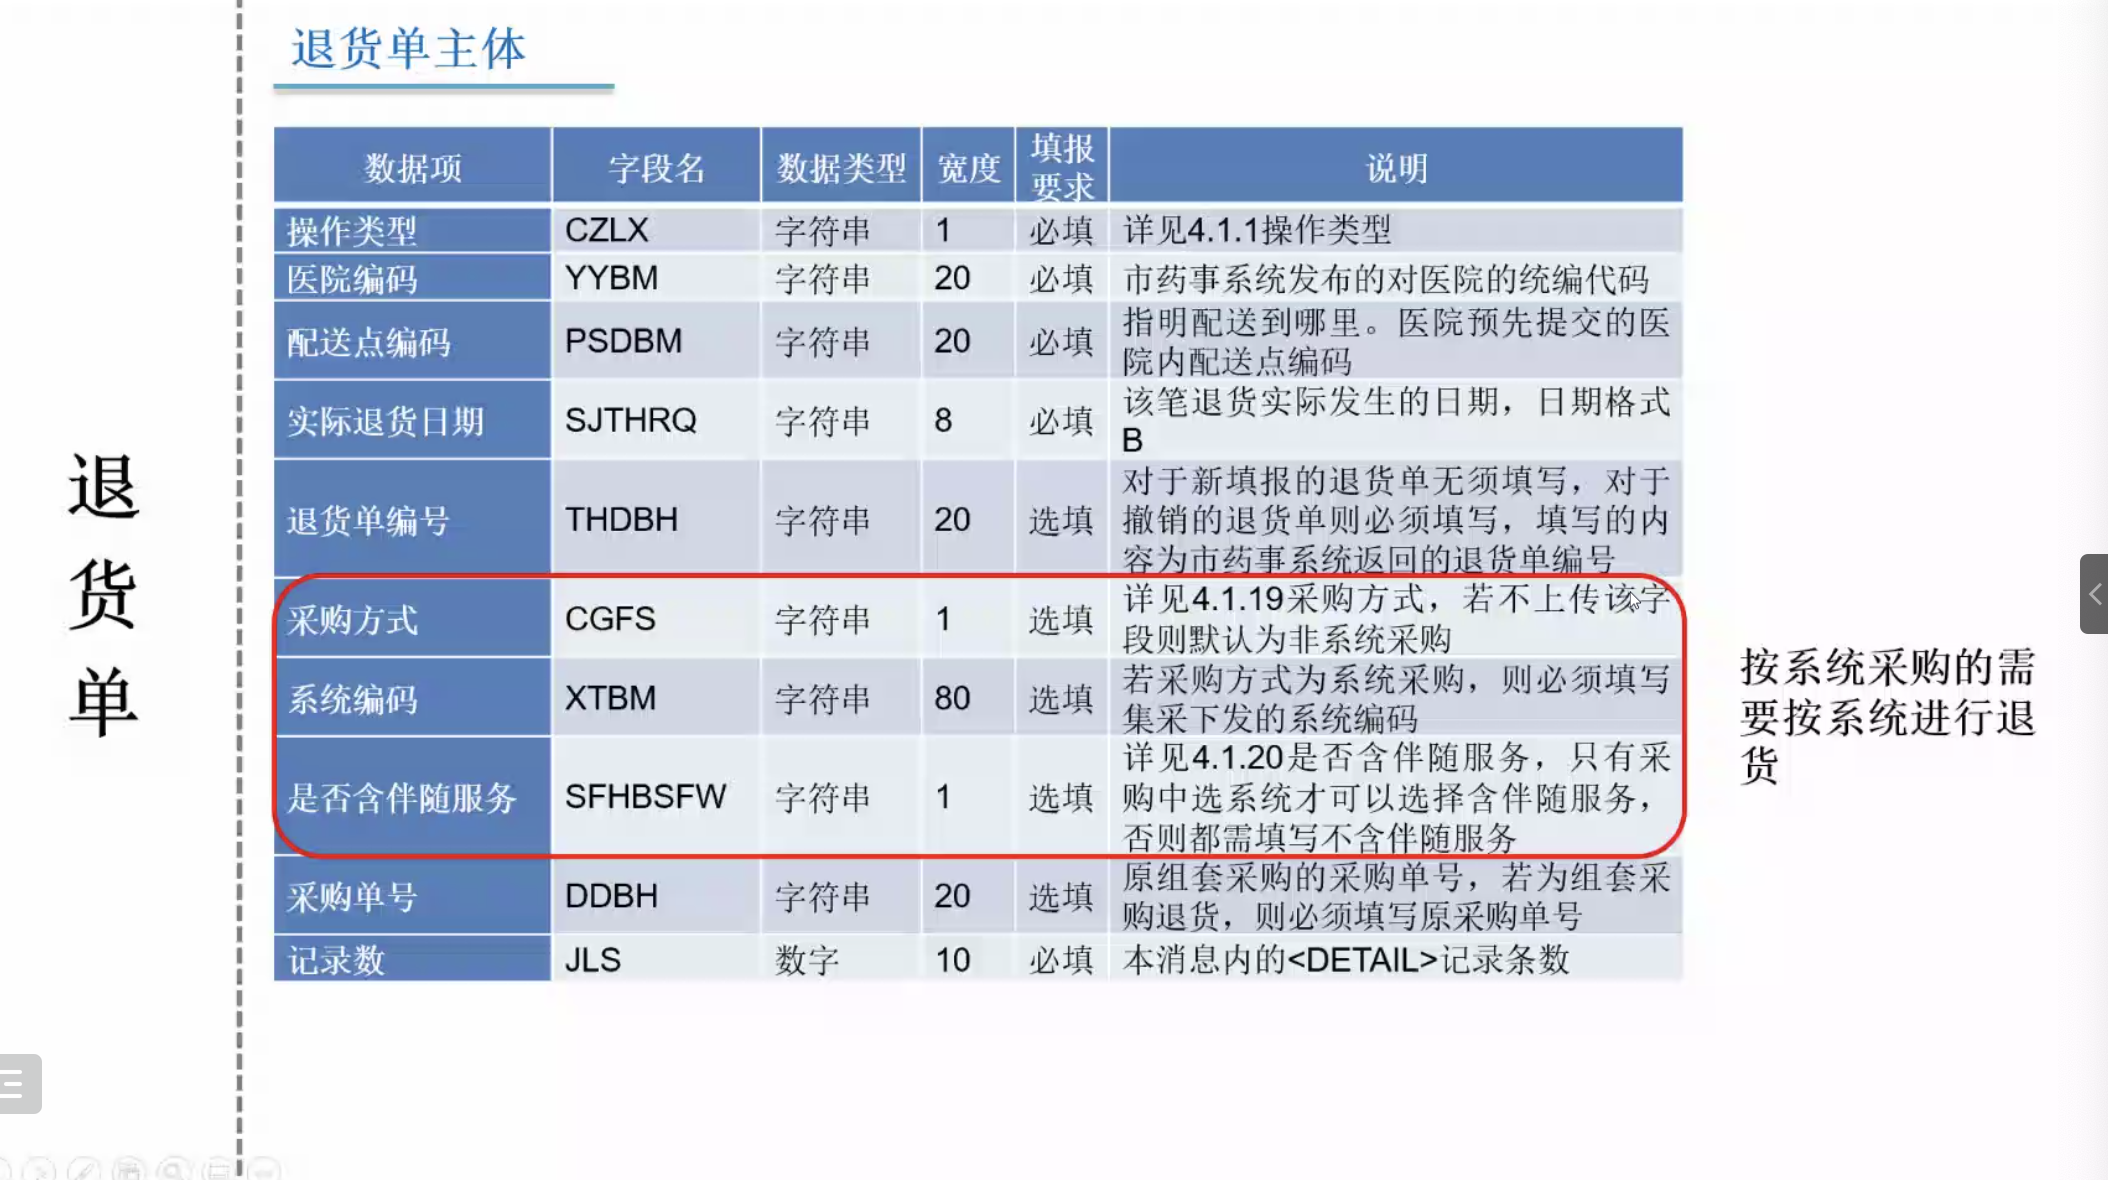 退货单主体
退货单
数据项 字段名 数据类型 宽度 填报要求 说明
操作类型 CZLX 字符串 1 必填 详见4.1.1操作类型
医院编码 YYBM 字符串 20 必填 市药事系统发布的对医院的统编代码
配送点编码 PSDBM 字符串 20 必填 指明配送到哪里。医院预先提交的医
院内配送点编码
实际退货日期 SJTHRQ 字符串 8 必填 该笔退货实际发生的日期，日期格式
B
退货单编号 THDBH 字符串 20 选填 对于新填报的退货单无须填写，对于
撤销的退货单则必须填写，填写的内
容为市药事系统返回的退货单编号
采购方式 CGFS 字符串 1 选填 详见4.1.19采购方式，若不上传该字
段则默认为非系统采购
系统编码 XTBM 字符串 80 选填 若采购方式为系统采购，则必须填写
集采下发的系统编码
是否含伴随服务 SFHBSFW 字符串 1 选填 详见4.1.20是否含伴随服务，只有采
购中选系统才可以选择含伴随服务，
否则都需填写不含伴随服务
采购单号 DDBH 字符串 20 选填 原组套采购的采购单号，若为组套采
购退货，则必须填写原采购单号
记录数 JLS 数字 10 必填 本消息内的<DETAIL>记录条数
按系统采购的需
要按系统进行退
货